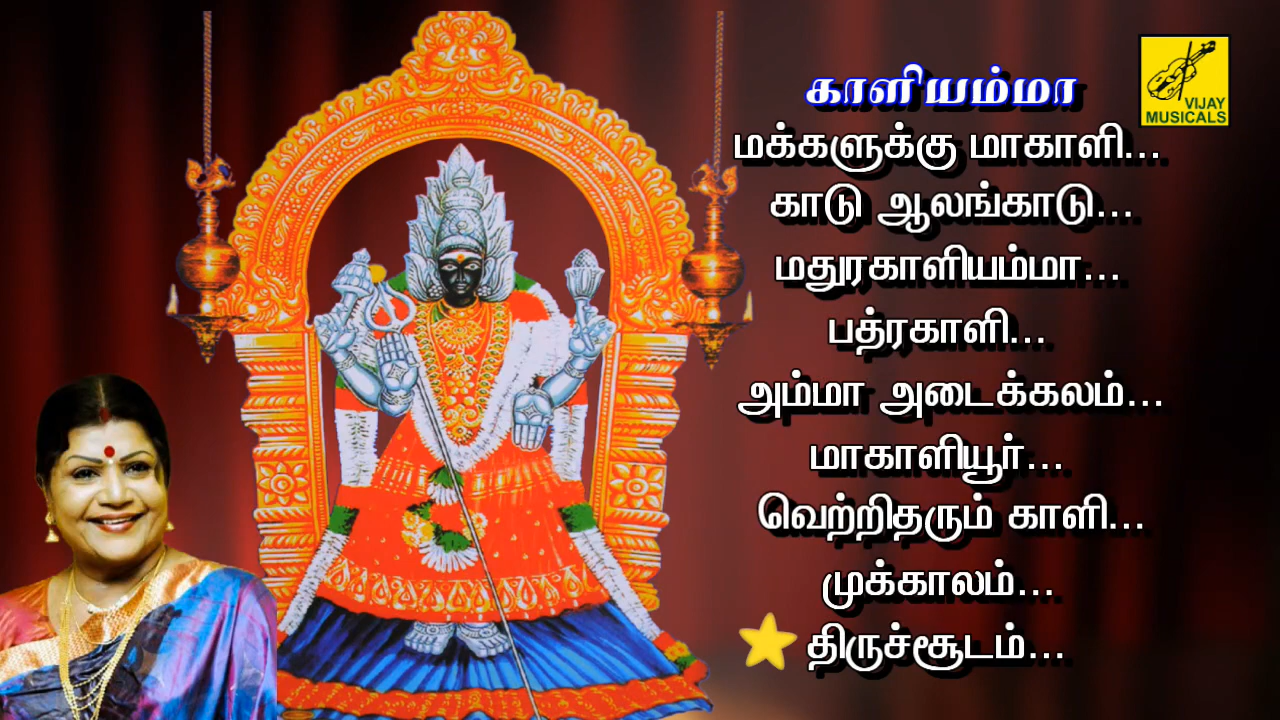 காளியம்மா
VIJAY
MUSICALS
மக்களுக்கு மாகாளி...
காடு ஆலங்காடு...
மதுரகாளியம்மா...
பத்ரகாளி...
அம்மா அடைக்கலம்...
மாகாளியூர்...
வெற்றிதரும் காளி...
முக்காலம்...
திருச்சூடம்...